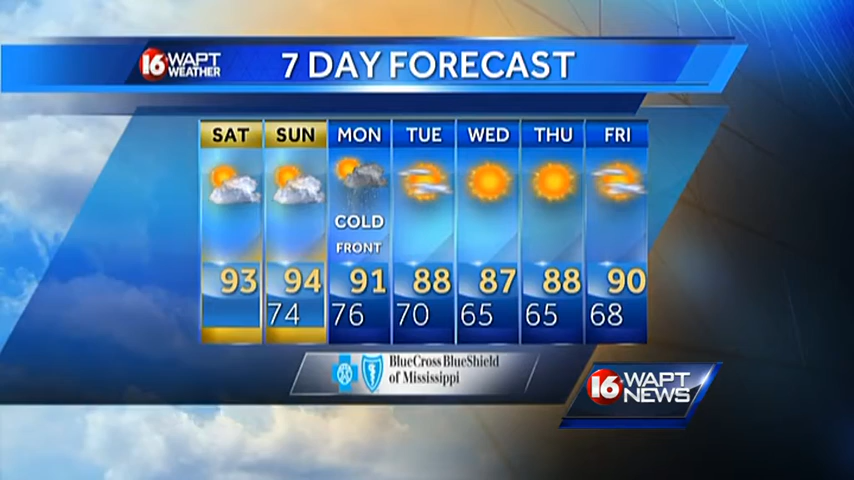 16 WAPT
WEATHER
7 DAY FORECAST
SAT SUN MON TUE WED THU FRI
COLD
FRONT
93 94 91 88 87 88 90
74 76 70 65 65 68
BlueCross BlueShield
of Mississippi
16 WAPT
NEWS